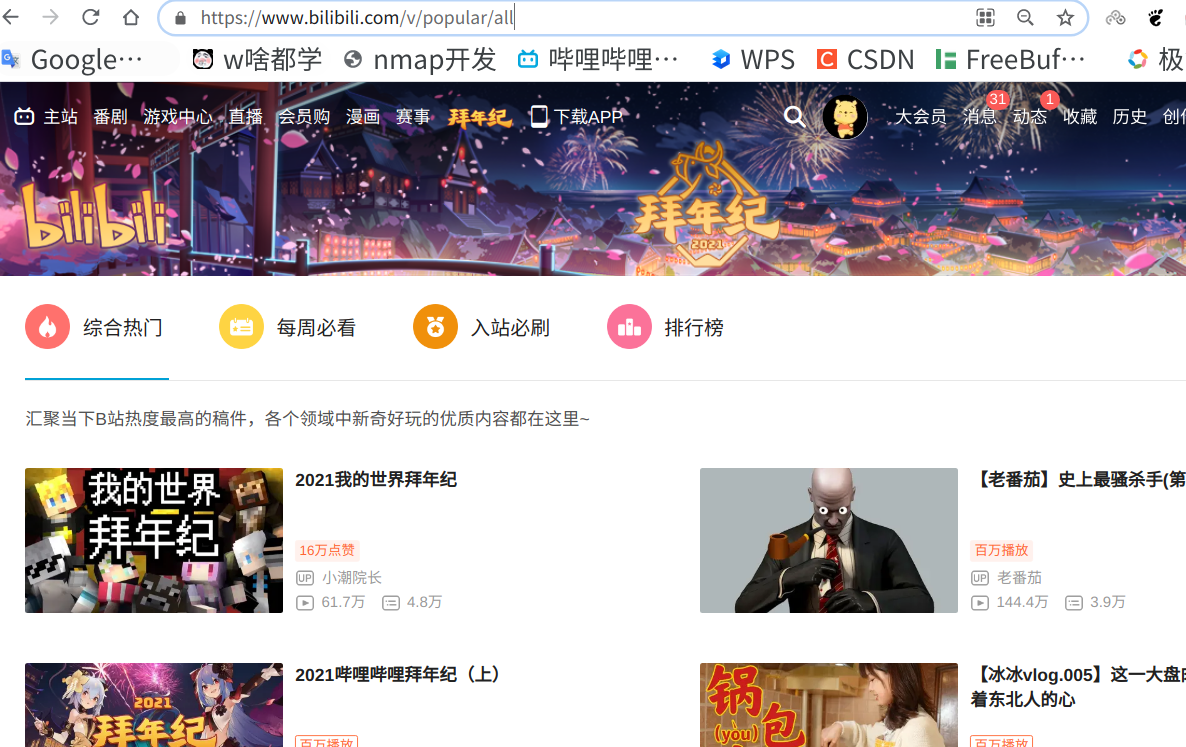 https://www.bilibili.com/v/popular/all
Google… w啥都学 nmap开发 哔哩哔哩… WPS C CSDN FreeBuf… 极
主站 番剧 游戏中心 直播 会员购 漫画 赛事 拜年纪 下载APP 大会员 消息 31 动态 1 收藏 历史 创
bilibili
拜年纪
2021
综合热门 每周必看 入站必刷 排行榜
汇聚当下B站热度最高的稿件，各个领域中新奇好玩的优质内容都在这里~
我的世界
拜年纪
2021我的世界拜年纪
16万点赞
UP 小潮院长
61.7万 4.8万
【老番茄】史上最骚杀手(第
百万播放
UP 老番茄
144.4万 3.9万
2021
拜年纪
2021哔哩哔哩拜年纪（上）
百万播放
锅
(yòu)
包
【冰冰vlog.005】这一大盘
着东北人的心
百万播放